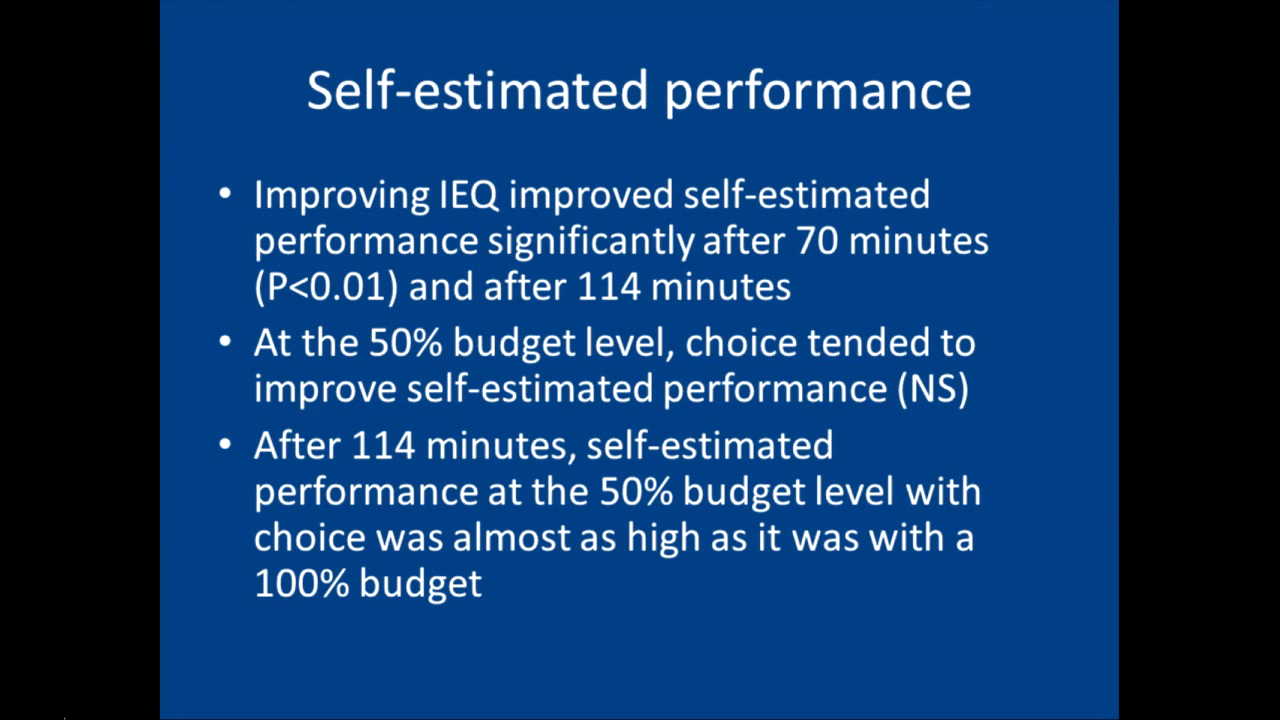 Self-estimated performance
• Improving IEQ improved self-estimated
performance significantly after 70 minutes
(P<0.01) and after 114 minutes
• At the 50% budget level, choice tended to
improve self-estimated performance (NS)
• After 114 minutes, self-estimated
performance at the 50% budget level with
choice was almost as high as it was with a
100% budget